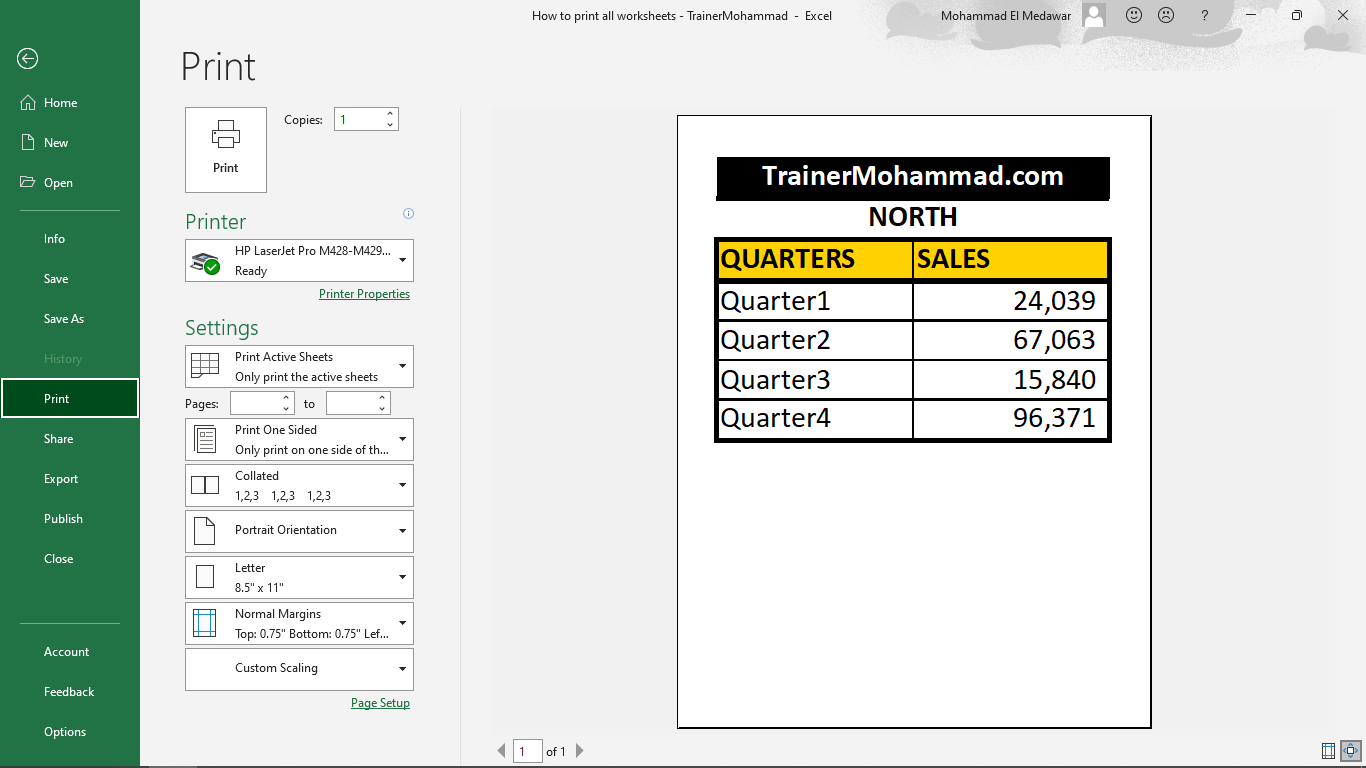 How to print all worksheets - TrainerMohammad - Excel
Mohammad El Medawar
?
Home
New
Open
Info
Save
Save As
History
Print
Share
Export
Publish
Close
Account
Feedback
Options
Print
Print
Copies: 1
Printer
HP LaserJet Pro M428-M429...
Ready
Printer Properties
Settings
Print Active Sheets
Only print the active sheets
Pages: to
Print One Sided
Only print on one side of th...
Collated
1,2,3 1,2,3 1,2,3
Portrait Orientation
Letter
8.5" x 11"
Normal Margins
Top: 0.75" Bottom: 0.75" Lef...
Custom Scaling
Page Setup
TrainerMohammad.com
NORTH
QUARTERS SALES
Quarter1 24,039
Quarter2 67,063
Quarter3 15,840
Quarter4 96,371
1 of 1